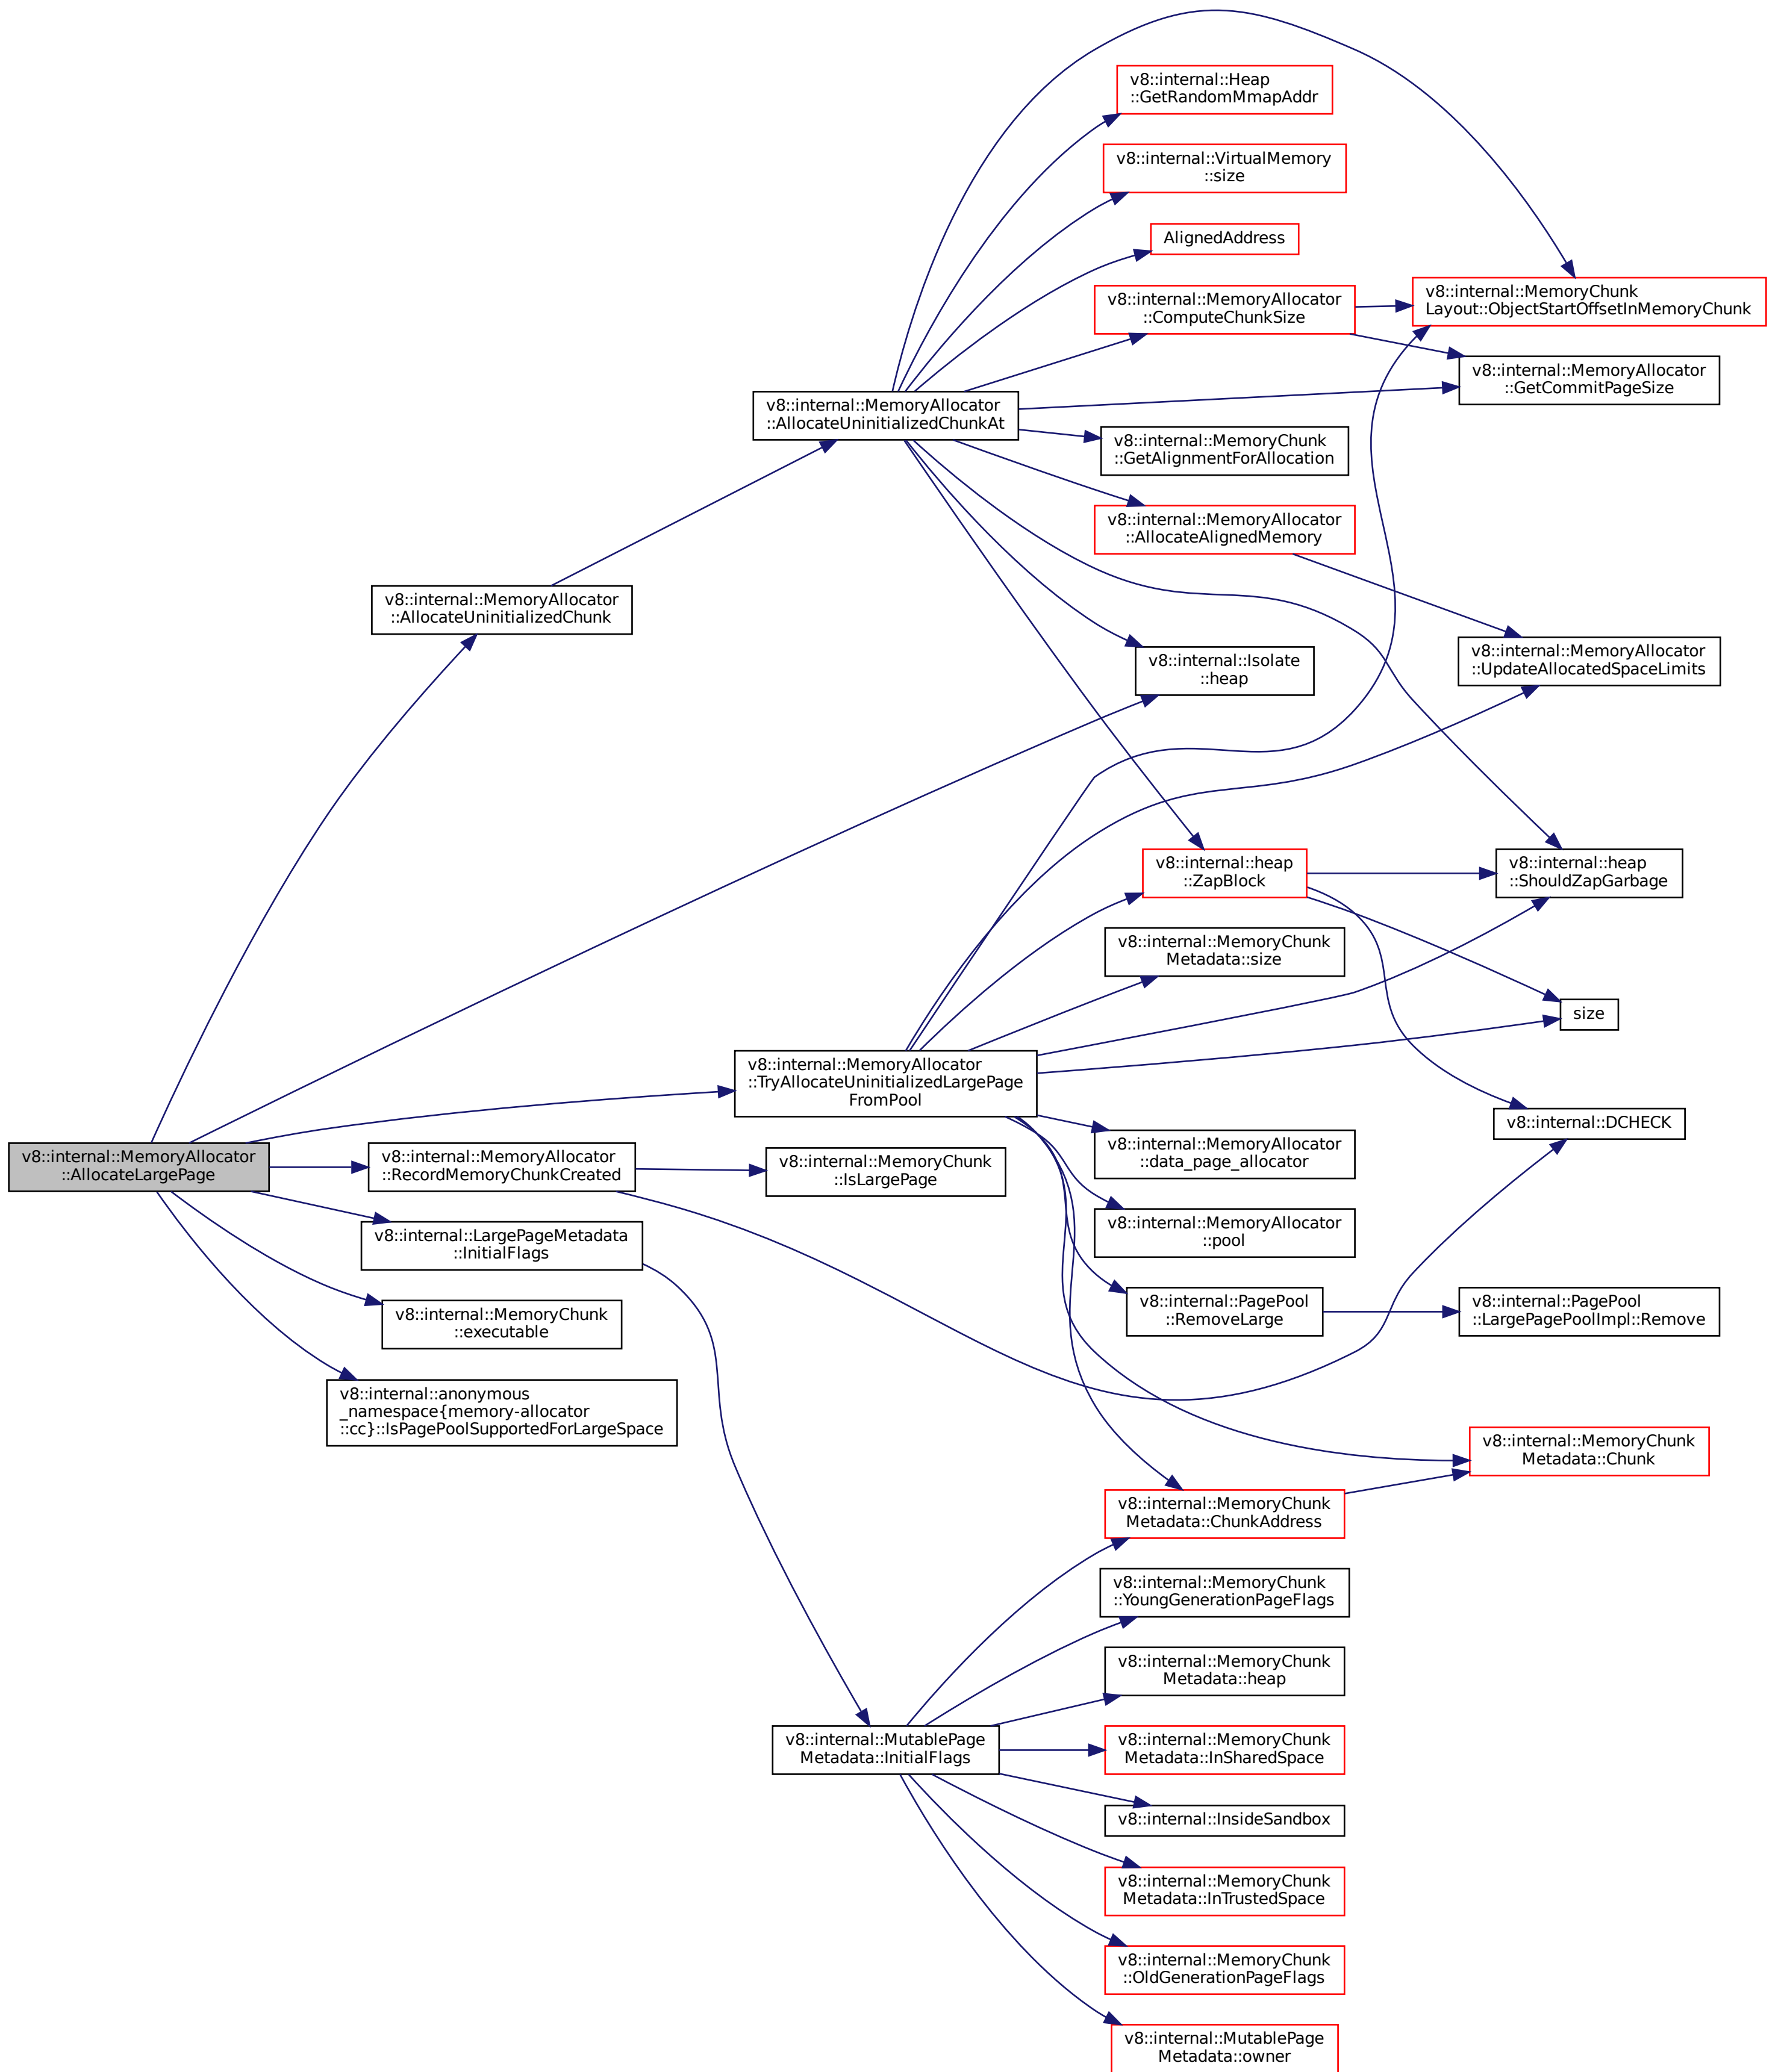 v8::internal::Heap
::GetRandomMmapAddr
v8::internal::VirtualMemory
::size
AlignedAddress
v8::internal::MemoryAllocator
::ComputeChunkSize
v8::internal::MemoryChunk
Layout::ObjectStartOffsetInMemoryChunk
v8::internal::MemoryAllocator
::GetCommitPageSize
v8::internal::MemoryAllocator
::AllocateUninitializedChunkAt
v8::internal::MemoryChunk
::GetAlignmentForAllocation
v8::internal::MemoryAllocator
::AllocateAlignedMemory
v8::internal::MemoryAllocator
::AllocateUninitializedChunk
v8::internal::Isolate
::heap
v8::internal::MemoryAllocator
::UpdateAllocatedSpaceLimits
v8::internal::heap
::ZapBlock
v8::internal::heap
::ShouldZapGarbage
v8::internal::MemoryChunk
Metadata::size
size
v8::internal::MemoryAllocator
::TryAllocateUninitializedLargePage
FromPool
v8::internal::DCHECK
v8::internal::MemoryAllocator
::data_page_allocator
v8::internal::MemoryAllocator
::AllocateLargePage
v8::internal::MemoryAllocator
::RecordMemoryChunkCreated
v8::internal::MemoryChunk
::IsLargePage
v8::internal::MemoryAllocator
::pool
v8::internal::LargePageMetadata
::InitialFlags
v8::internal::PagePool
::RemoveLarge
v8::internal::PagePool
::LargePagePoolImpl::Remove
v8::internal::MemoryChunk
::executable
v8::internal::anonymous
_namespace{memory-allocator
::cc}::IsPagePoolSupportedForLargeSpace
v8::internal::MemoryChunk
Metadata::Chunk
v8::internal::MemoryChunk
Metadata::ChunkAddress
v8::internal::MemoryChunk
::YoungGenerationPageFlags
v8::internal::MemoryChunk
Metadata::heap
v8::internal::MutablePage
Metadata::InitialFlags
v8::internal::MemoryChunk
Metadata::InSharedSpace
v8::internal::InsideSandbox
v8::internal::MemoryChunk
Metadata::InTrustedSpace
v8::internal::MemoryChunk
::OldGenerationPageFlags
v8::internal::MutablePage
Metadata::owner